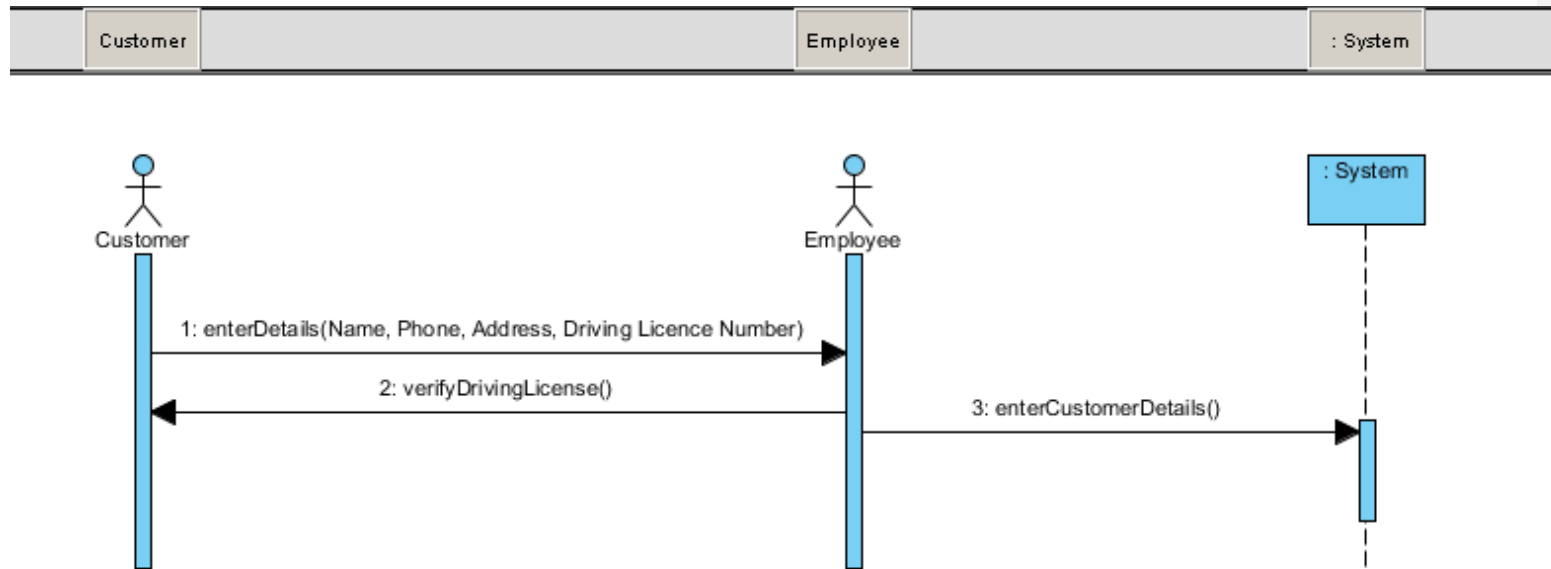 Customer
Employee
: System
: System
Customer
Employee
1: enterDetails(Name, Phone, Address, Driving Licence Number)
2: verifyDrivingLicense()
3: enterCustomerDetails()